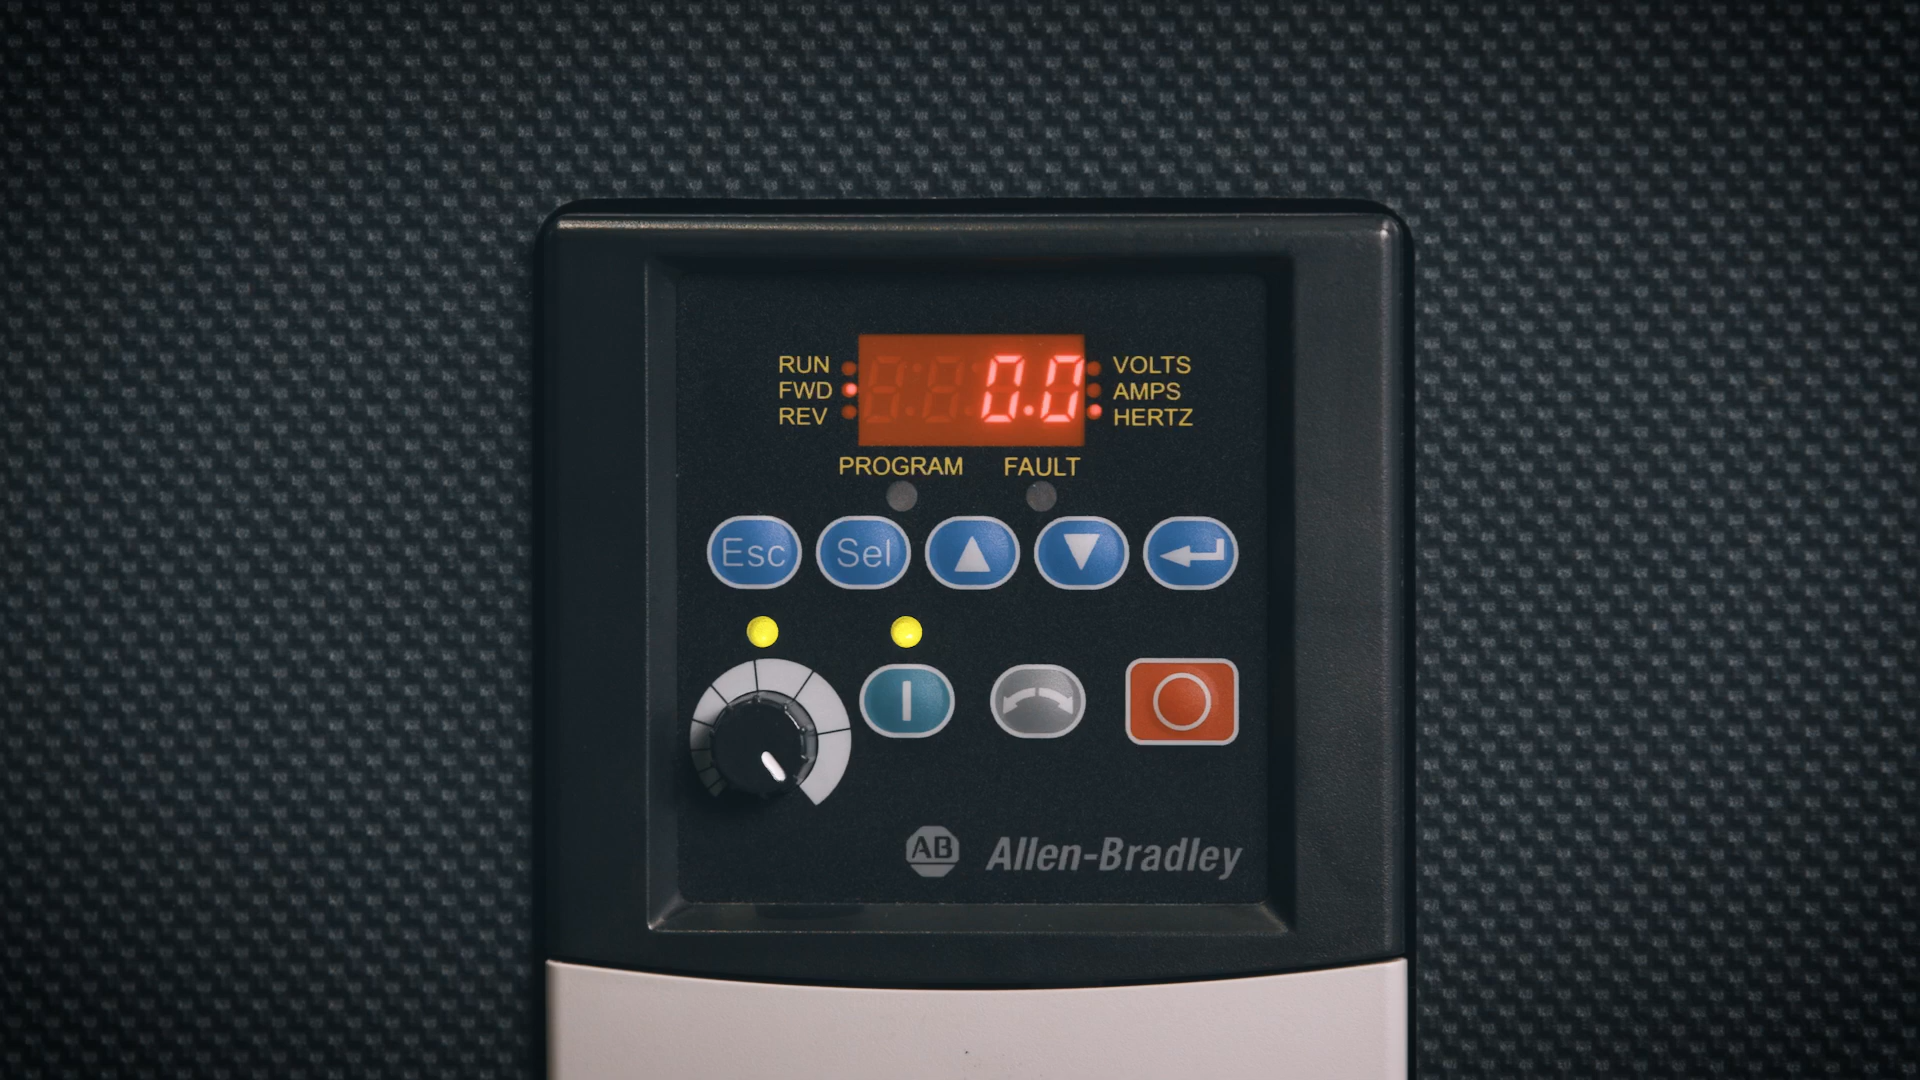 RUN
FWD
REV
0.0
VOLTS
AMPS
HERTZ
PROGRAM FAULT
Esc Sel
AB Allen-Bradley